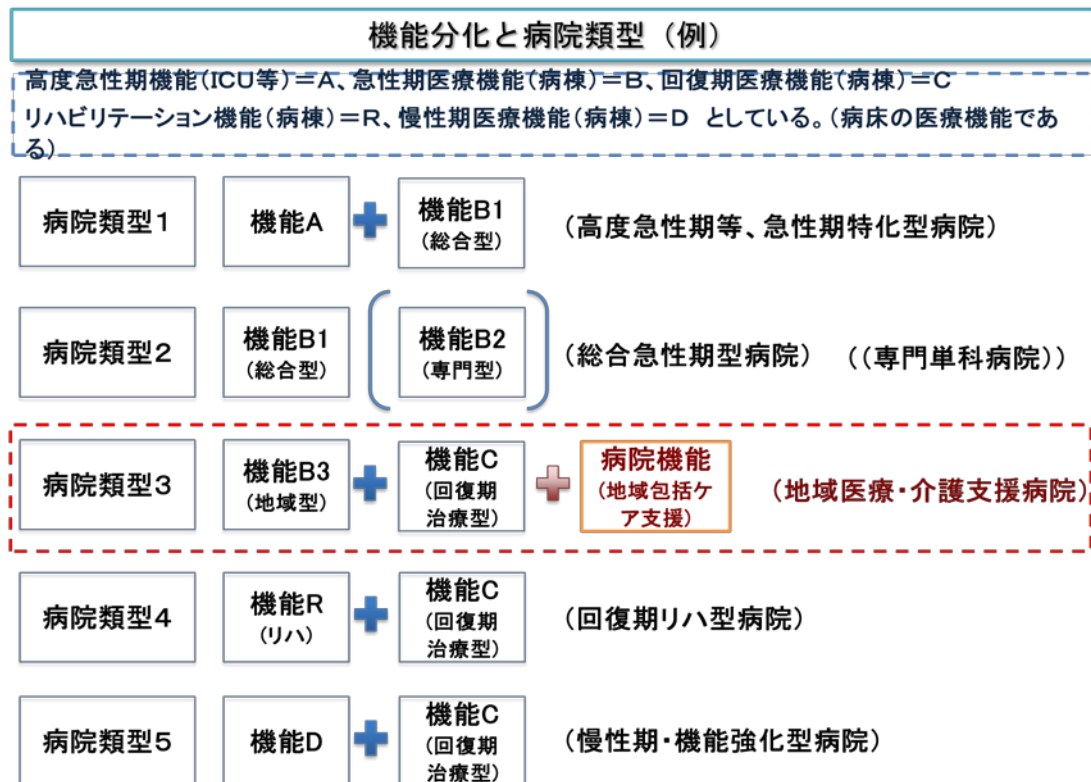 機能分化と病院類型（例）
高度急性期機能(ICU等)＝A、急性期医療機能(病棟)＝B、回復期医療機能(病棟)＝C
リハビリテーション機能(病棟)＝R、慢性期医療機能(病棟)＝D としている。(病床の医療機能であ
る)
病院類型1
機能A
機能B1
(総合型)
(高度急性期等、急性期特化型病院)
病院類型2
機能B1
(総合型)
機能B2
(専門型)
(総合急性期型病院) ((専門単科病院))
病院類型3
機能B3
(地域型)
機能C
(回復期
治療型)
病院機能
(地域包括ケ
ア支援)
(地域医療・介護支援病院)
病院類型4
機能R
(リハ)
機能C
(回復期
治療型)
(回復期リハ型病院)
病院類型5
機能D
機能C
(回復期
治療型)
(慢性期・機能強化型病院)